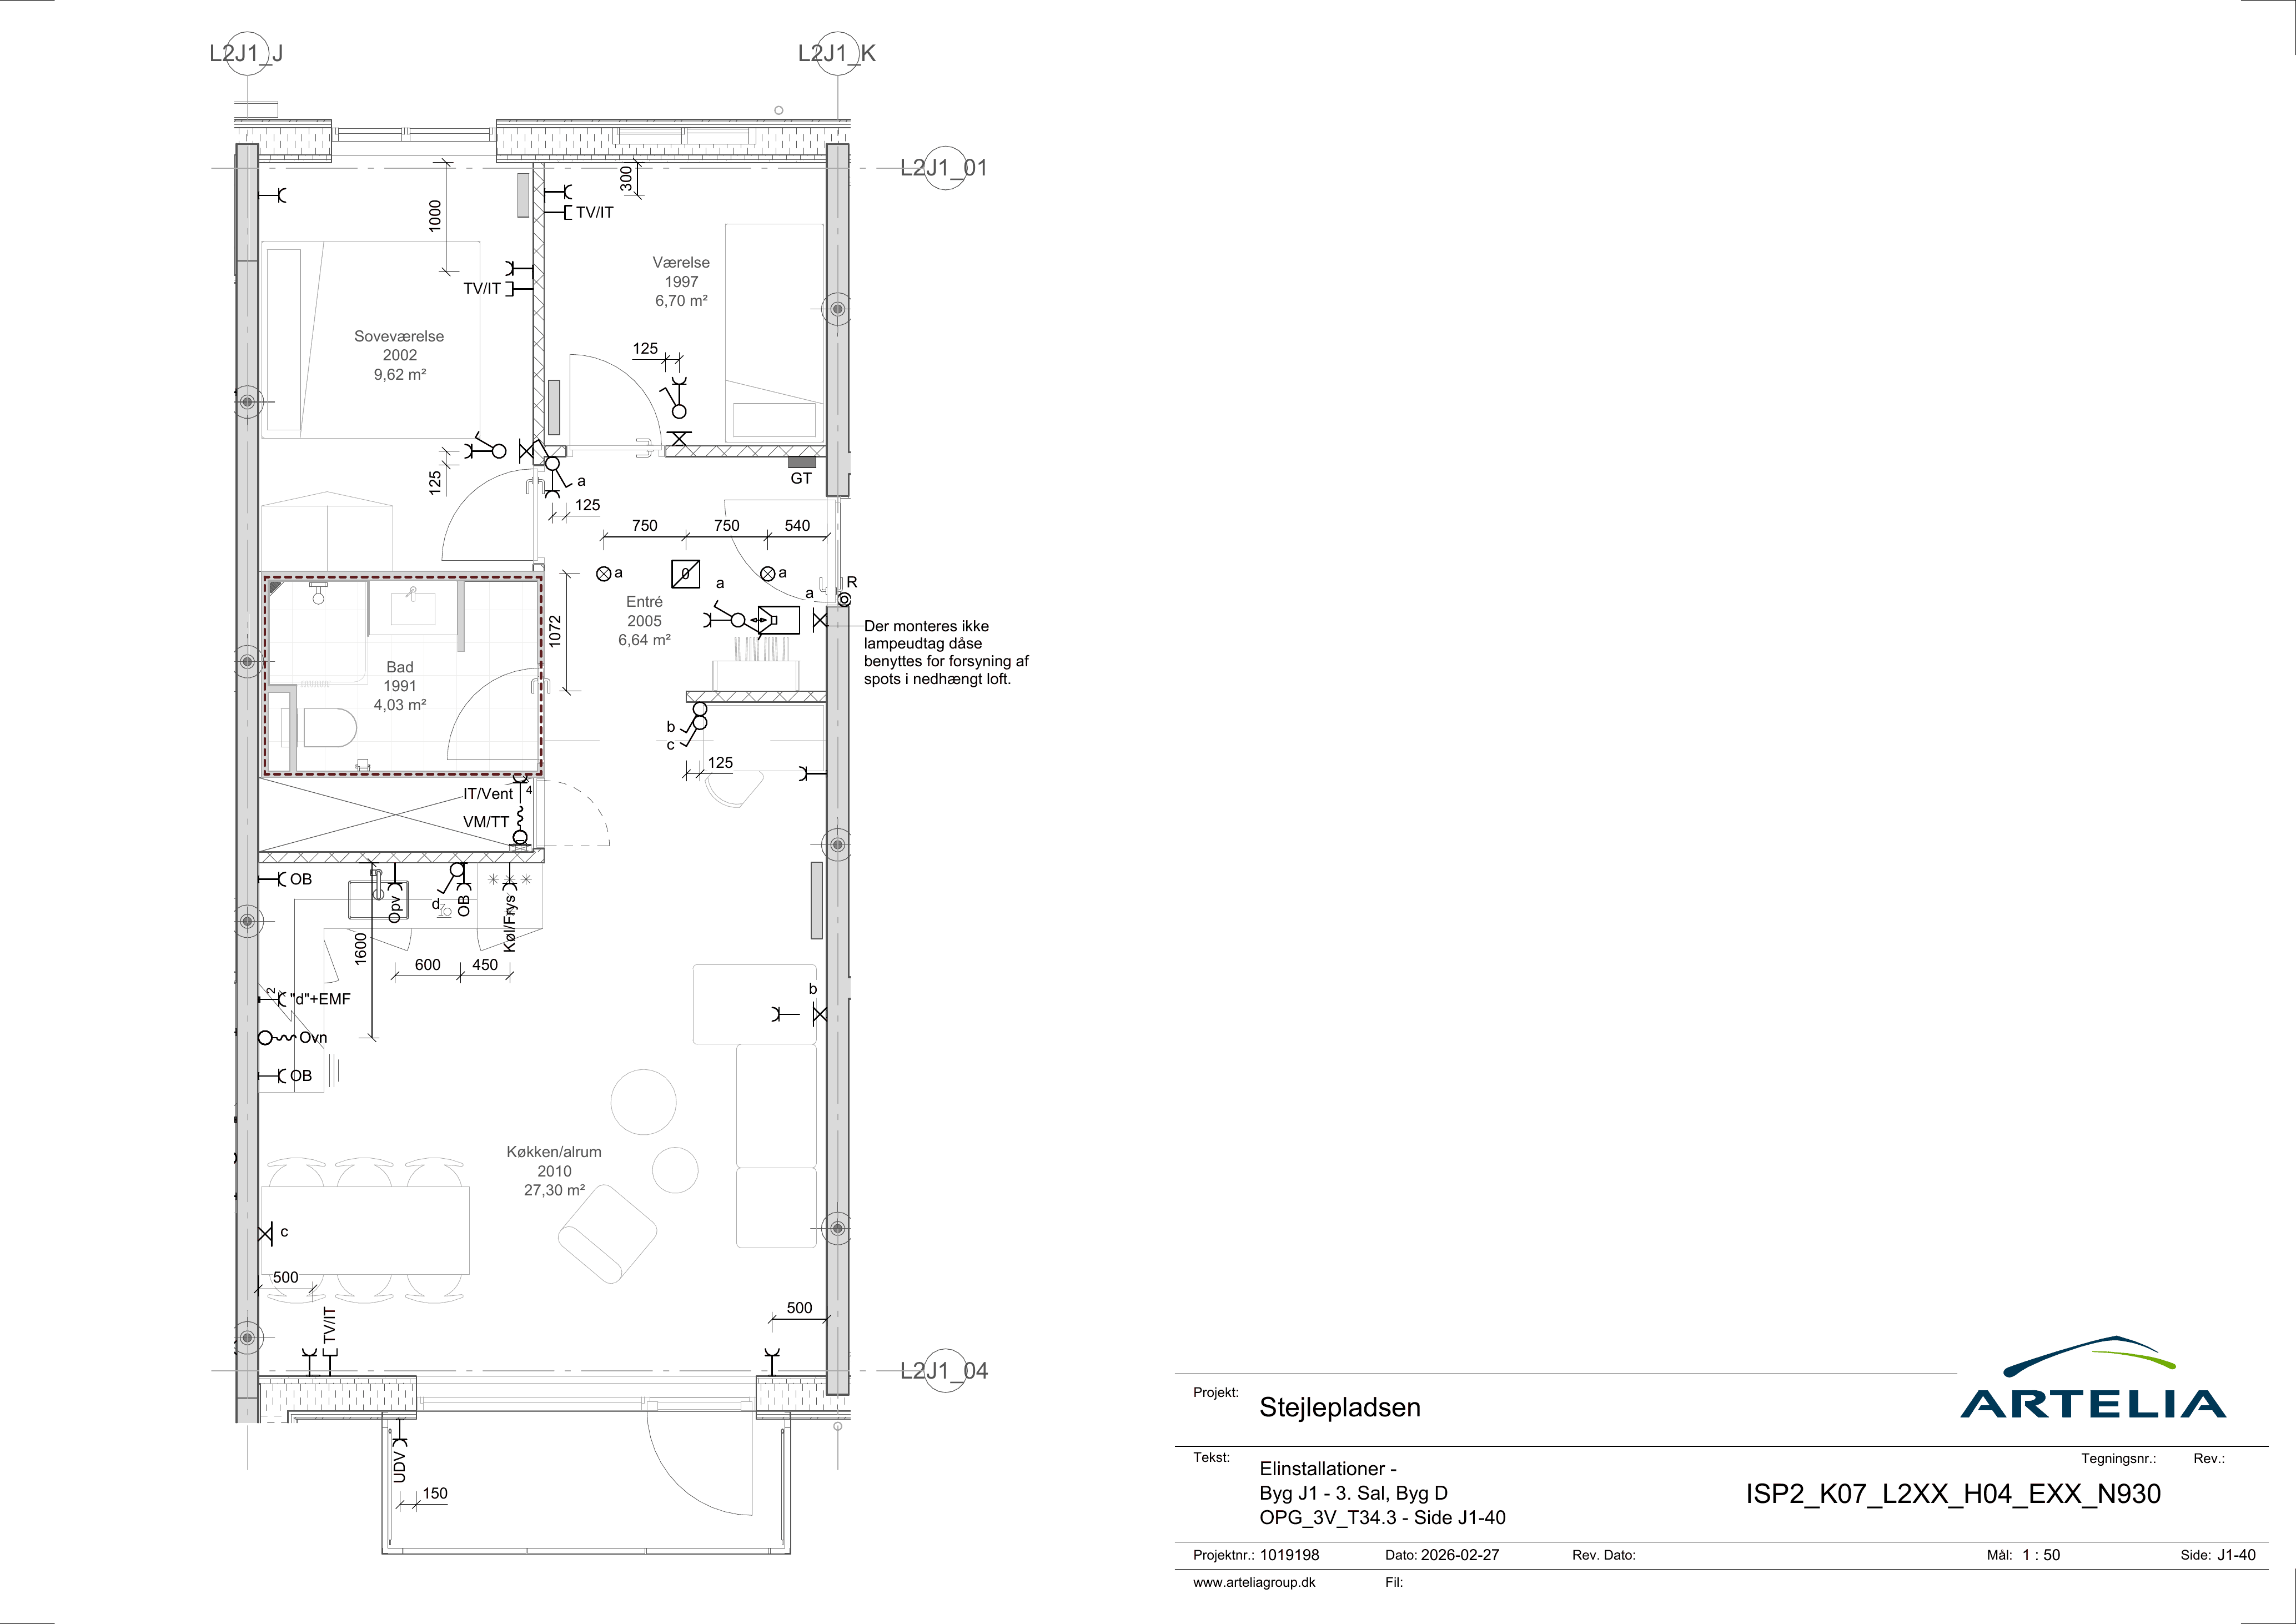 L2J1_J
L2J1_K
L2J1_01
300
1000
TV/IT
Værelse
1997
6,70 m²
TV/IT
Soveværelse
2002
9,62 m²
125
125
a
GT
125
750
750
540
a
0
a
a
a
R
Entré
2005
6,64 m²
1072
Der monteres ikke
lampeudtag dåse
benyttes for forsyning af
spots i nedhængt loft.
Bad
1991
4,03 m²
b
c
125
IT/Vent
4
VM/TT
OB
Opv
d
OB
Køl/Frys
1600
600
450
2
"d"+EMF
b
Ovn
OB
Køkken/alrum
2010
27,30 m²
c
500
TV/IT
500
L2J1_04
UDV
150
Projekt:
Stejlepladsen
ARTELIA
Tekst:
Elinstallationer -
Byg J1 - 3. Sal, Byg D
OPG_3V_T34.3 - Side J1-40
Tegningsnr.:
Rev.:
ISP2_K07_L2XX_H04_EXX_N930
Projektnr.: 1019198
Dato: 2026-02-27
Rev. Dato:
Mål: 1 : 50
Side: J1-40
www.arteliagroup.dk
Fil: